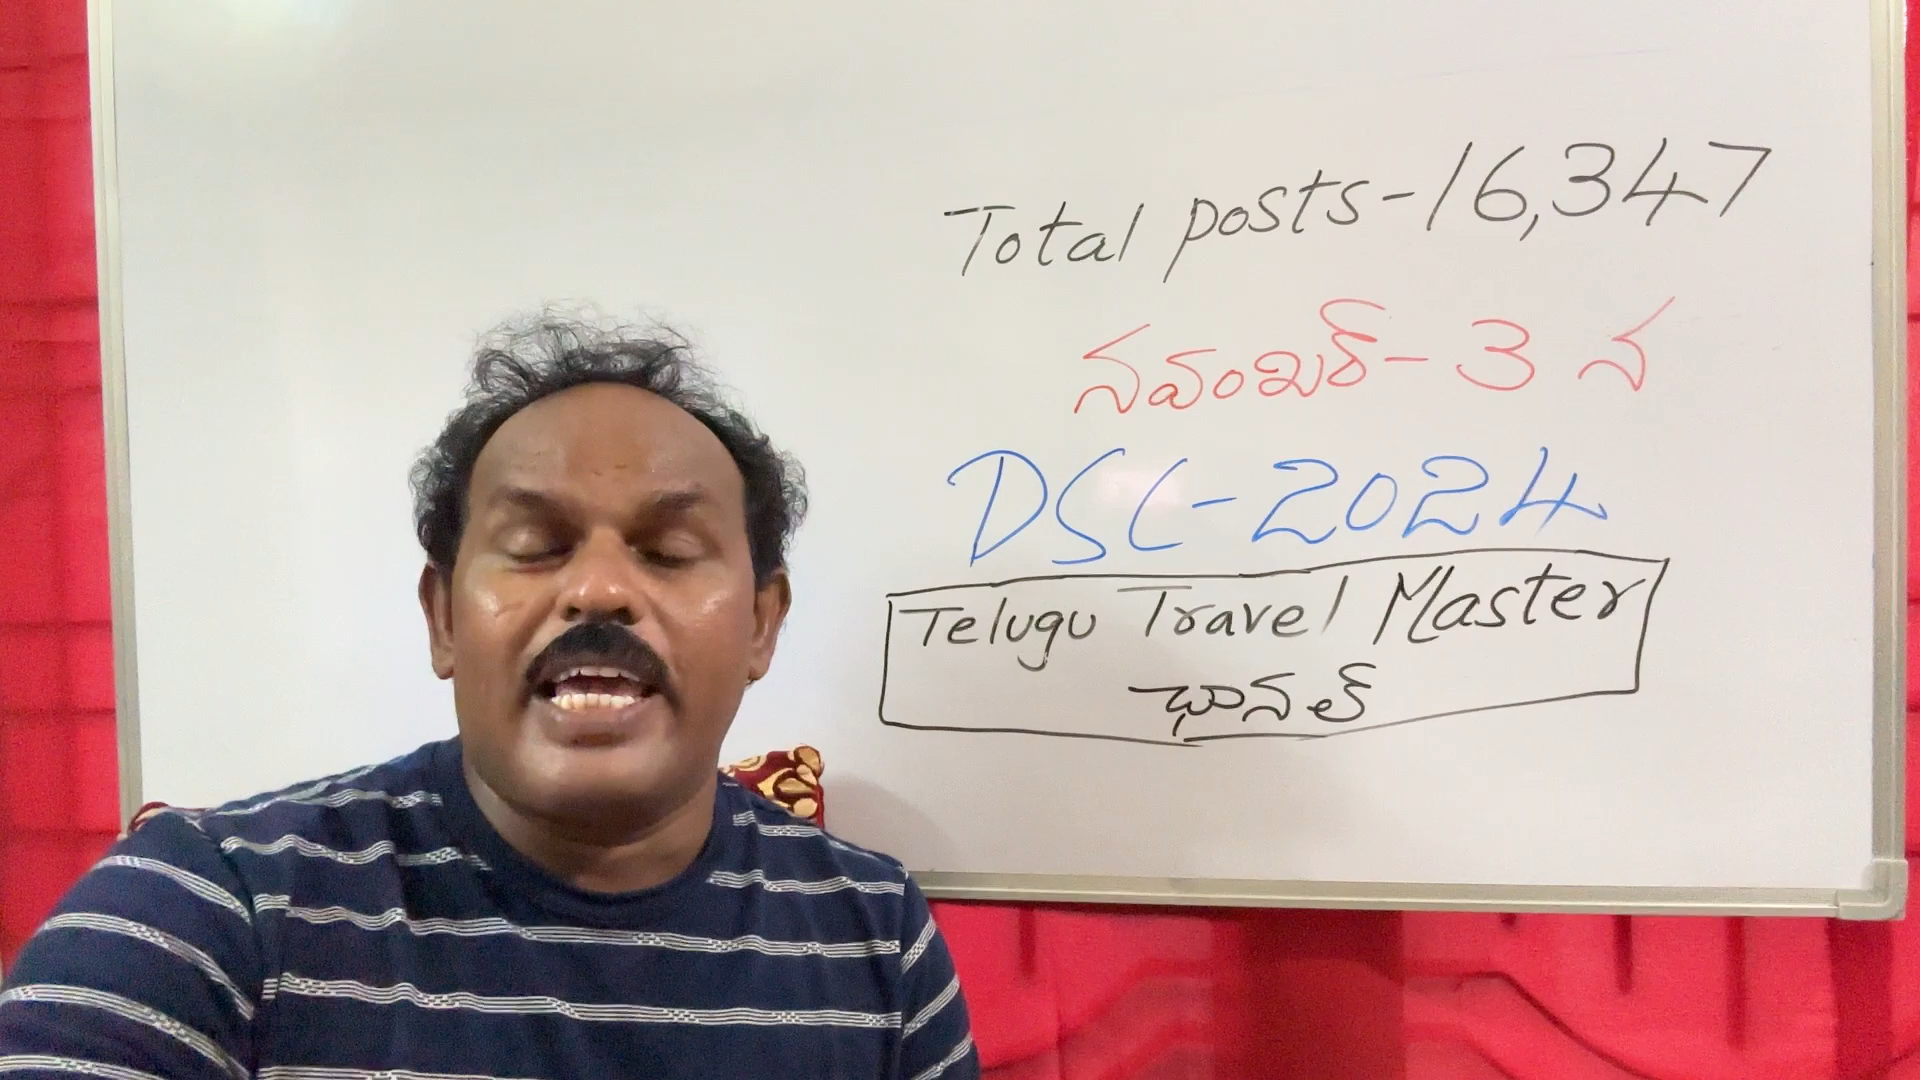 Total posts-16,347
నవంబర్- 3 న
DSC-2024
Telugu Travel Master
ఛానల్